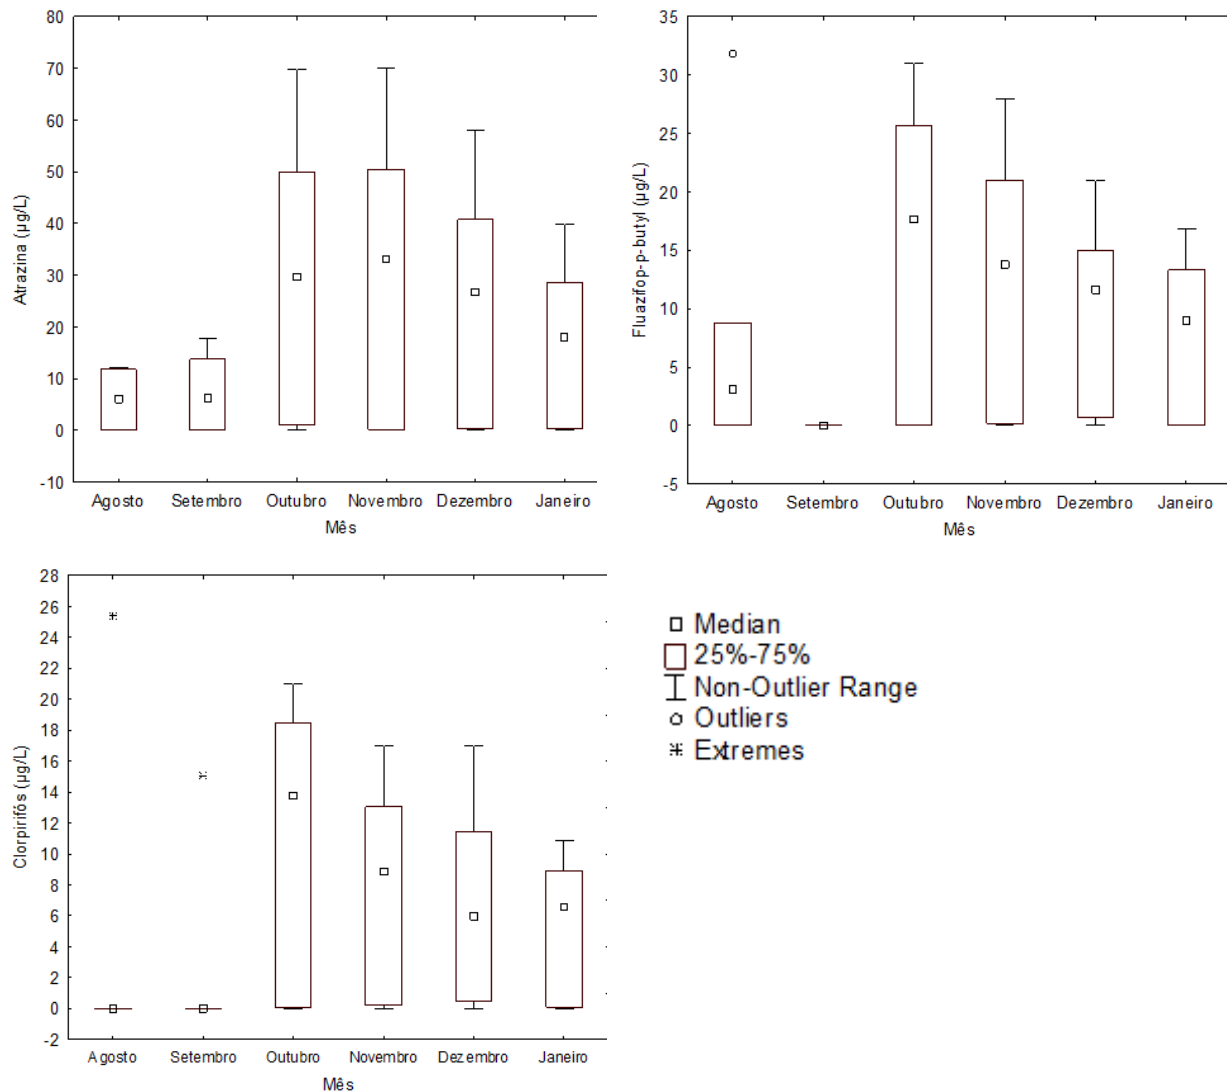 80
70
60
50
40
30
20
10
0
-10
Atrazina (µg/L)
Agosto Setembro Outubro Novembro Dezembro Janeiro
Mês
35
30
25
20
15
10
5
0
-5
Fluazifop-p-butyl (µg/L)
Agosto Setembro Outubro Novembro Dezembro Janeiro
Mês
28
26
24
22
20
18
16
14
12
10
8
6
4
2
0
-2
Clorpirifós (µg/L)
Agosto Setembro Outubro Novembro Dezembro Janeiro
Mês
Median
25%-75%
Non-Outlier Range
Outliers
Extremes